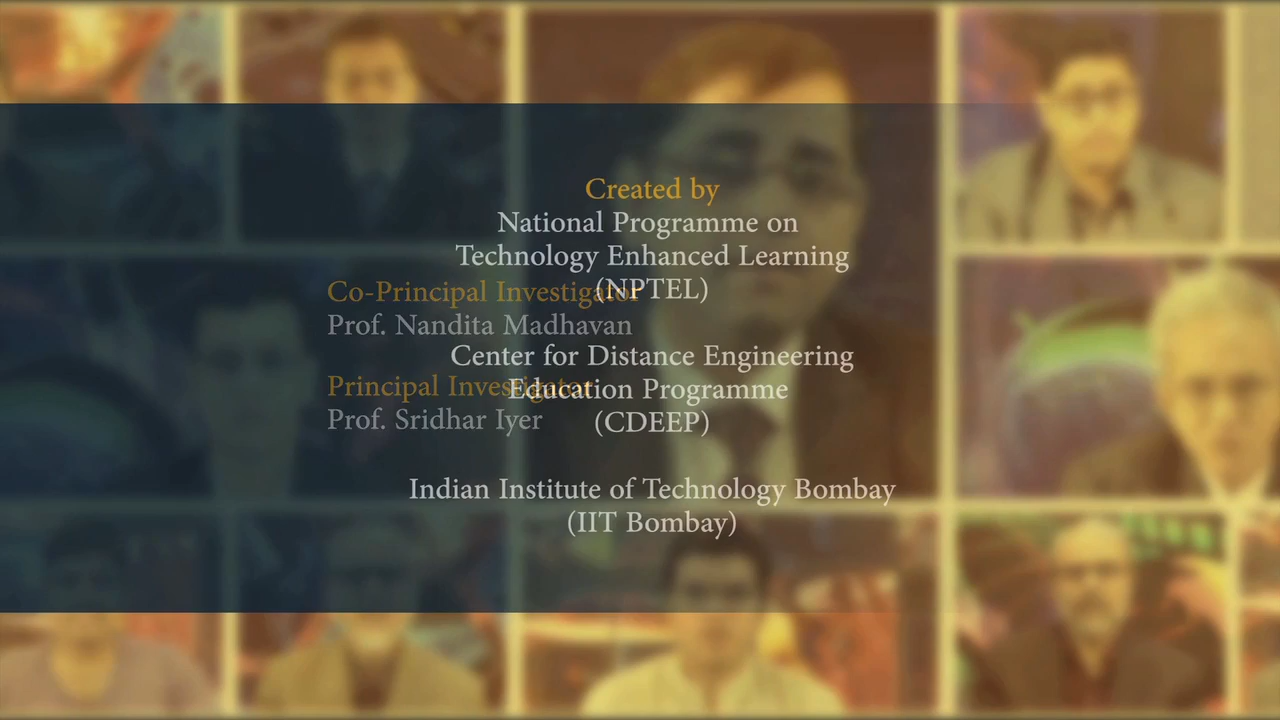 Created by
National Programme on
Technology Enhanced Learning
(NPTEL)
Co-Principal Investigator
Prof. Nandita Madhavan
Center for Distance Engineering
Education Programme
(CDEEP)
Principal Investigator
Prof. Sridhar Iyer
Indian Institute of Technology Bombay
(IIT Bombay)